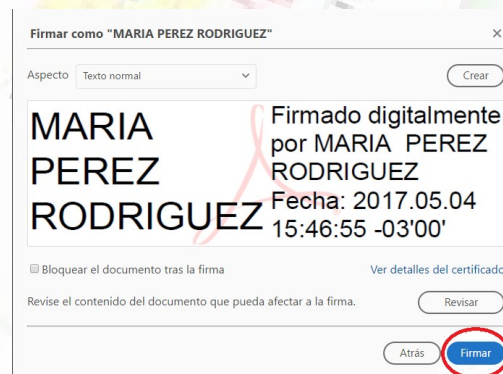 Firmar como "MARIA PEREZ RODRIGUEZ"
Aspecto Texto normal
Crear
MARIA
PEREZ
RODRIGUEZ
Firmado digitalmente
por MARIA PEREZ
RODRIGUEZ
Fecha: 2017.05.04
15:46:55 -03'00'
Bloquear el documento tras la firma
Ver detalles del certificado
Revise el contenido del documento que pueda afectar a la firma.
Revisar
Atrás
Firmar